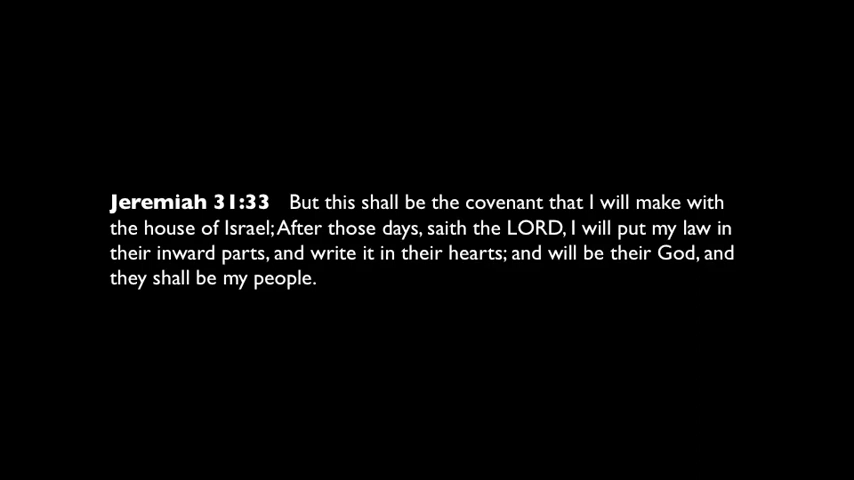 Jeremiah 31:33 But this shall be the covenant that I will make with
the house of Israel; After those days, saith the LORD, I will put my law in
their inward parts, and write it in their hearts; and will be their God, and
they shall be my people.